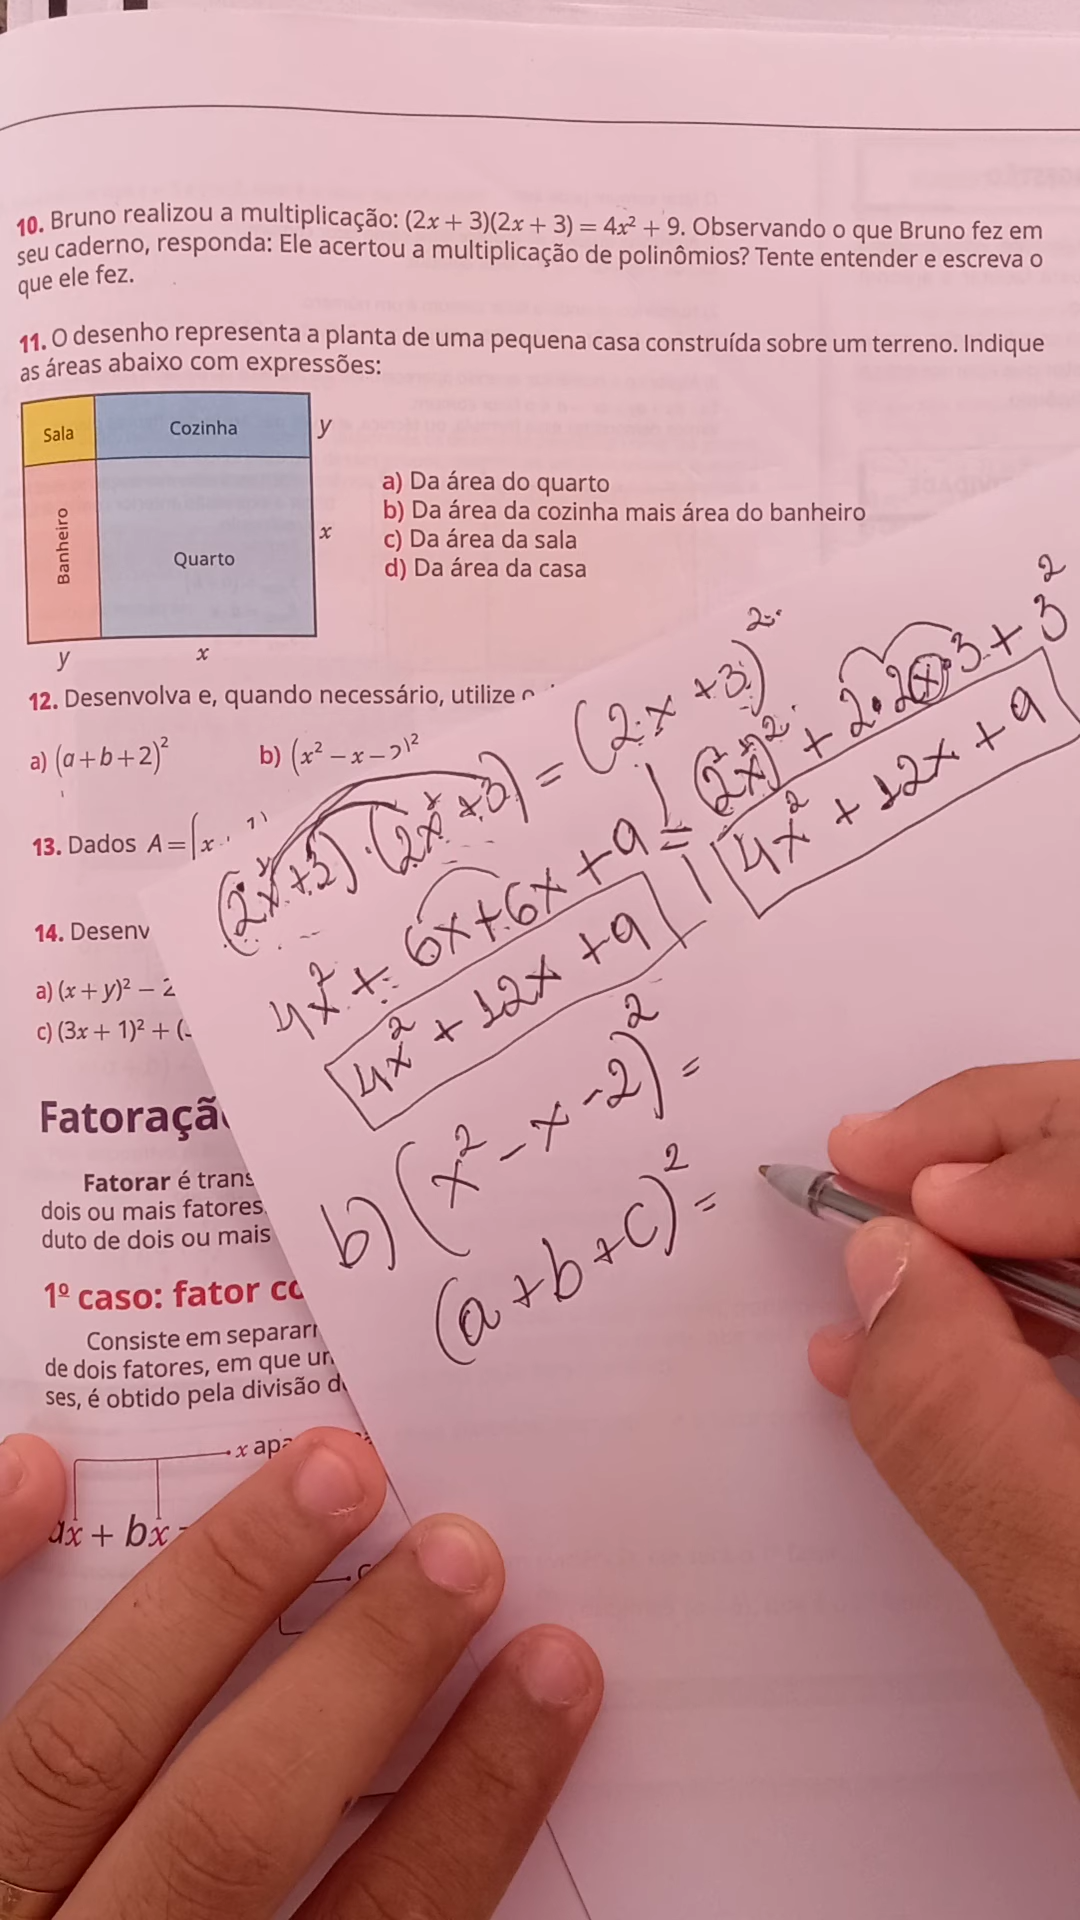 10. Bruno realizou a multiplicação: (2x + 3)(2x + 3) = 4x² + 9. Observando o que Bruno fez em
seu caderno, responda: Ele acertou a multiplicação de polinômios? Tente entender e escreva o
que ele fez.
11. O desenho representa a planta de uma pequena casa construída sobre um terreno. Indique
as áreas abaixo com expressões:
Sala
Cozinha
y
Banheiro
Quarto
x
y
x
a) Da área do quarto
b) Da área da cozinha mais área do banheiro
c) Da área da sala
d) Da área da casa
12. Desenvolva e, quando necessário, utilize
a) (a+b+2)²
b) (x² – x – 2)²
13. Dados A = (x
14. Desenv
a) (x + y)² – 2
c) (3x + 1)² + (
Fatoraçã
Fatorar é trans
dois ou mais fatores
duto de dois ou mais
1º caso: fator co
Consiste em separarr
de dois fatores, em que ur
ses, é obtido pela divisão d
x apa
ax + bx
(2x+3)·(2x+3) = (2x+3)²
4x² + 6x+6x+9 = (2x)² + 2·2x·3+3²
4x² + 12x + 9
4x² + 12x + 9
b) (x² - x - 2)² =
(a+b+c)² =